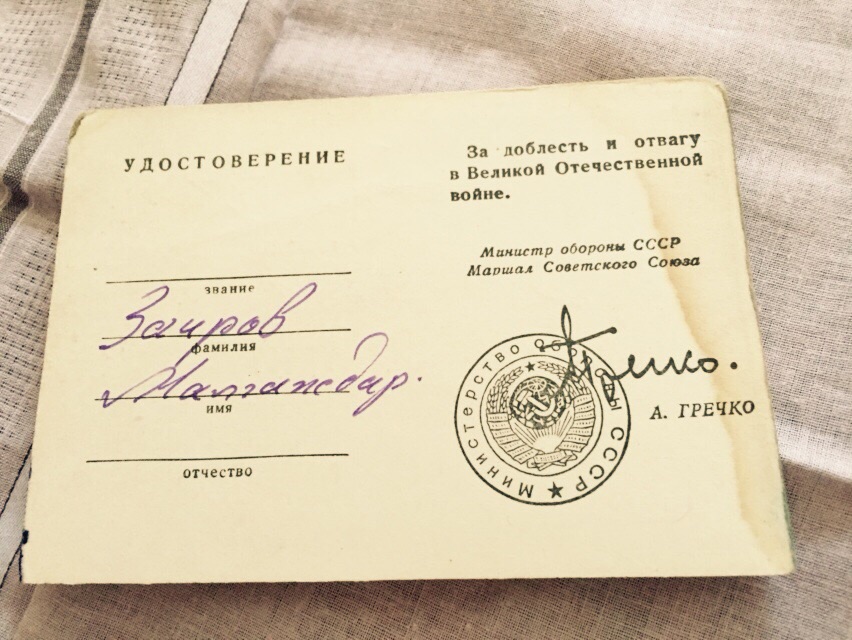 УДОСТОВЕРЕНИЕ
звание
Заиров
фамилия
имя
отчество
За доблесть и отвагу
в Великой Отечественной
войне.
Министр обороны СССР
Маршал Советского Союза
Министерство Обороны СССР
А. ГРЕЧКО